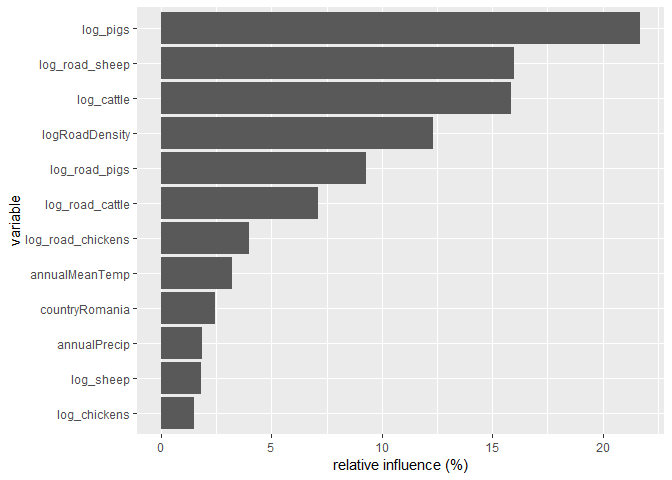 log_pigs
log_road_sheep
log_cattle
logRoadDensity
log_road_pigs
log_road_cattle
log_road_chickens
annualMeanTemp
countryRomania
annualPrecip
log_sheep
log_chickens
variable
0 5 10 15 20
relative influence (%)